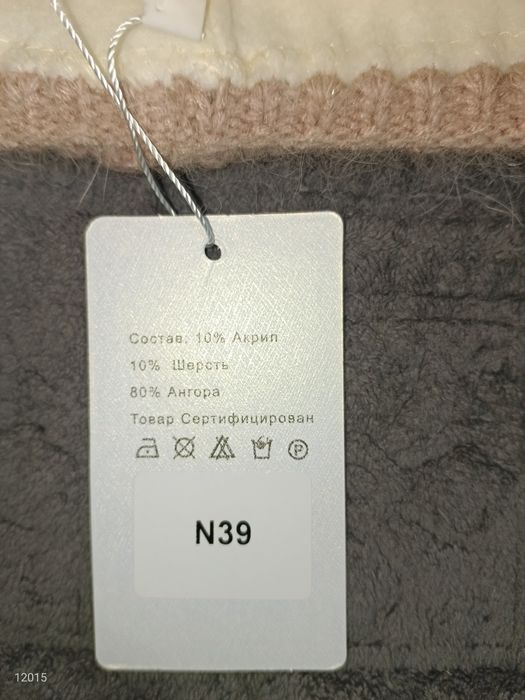 Состав: 10% Акрил
10% Шерсть
80% Ангора
Товар Сертифицирован
P
N39
12015